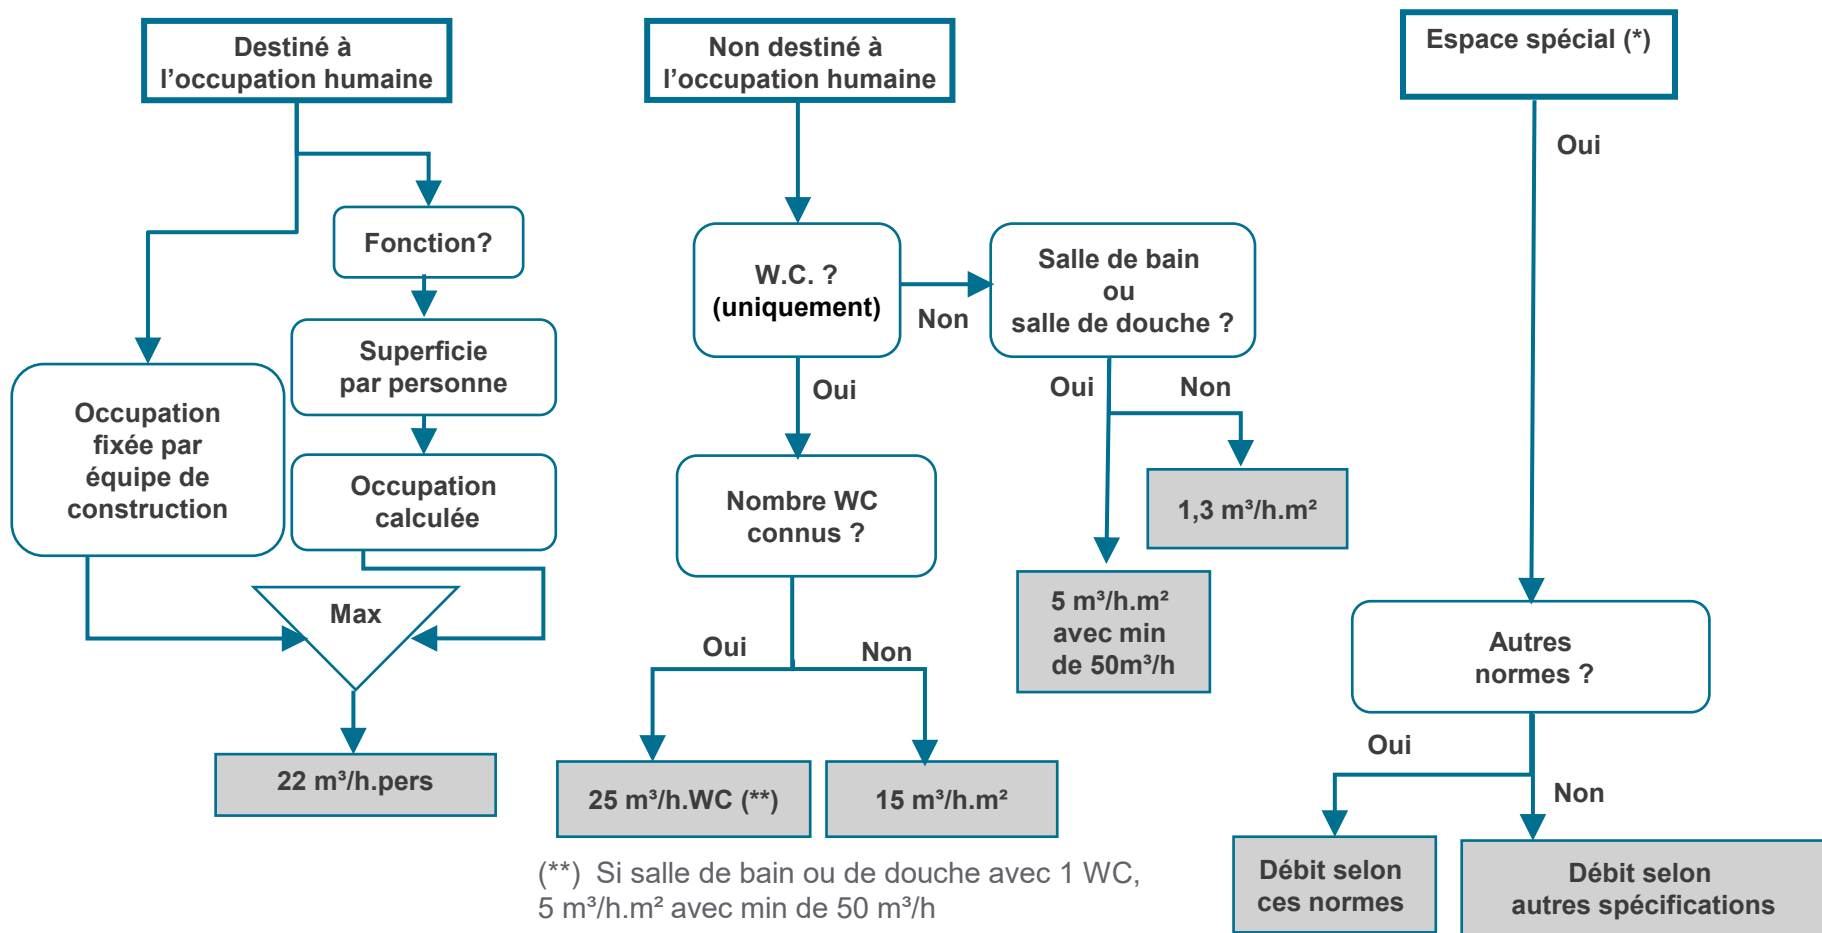 Destiné à
l’occupation humaine
Non destiné à
l’occupation humaine
Espace spécial (*)
Oui
Fonction?
W.C. ?
(uniquement)
Non
Salle de bain
ou
salle de douche ?
Superficie
par personne
Occupation
fixée par
équipe de
construction
Oui
Oui
Non
Occupation
calculée
Nombre WC
connus ?
1,3 m³/h.m²
Max
5 m³/h.m²
avec min
de 50m³/h
Oui
Non
Autres
normes ?
22 m³/h.pers
25 m³/h.WC (**)
15 m³/h.m²
Oui
Non
Débit selon
ces normes
Débit selon
autres spécifications
(**) Si salle de bain ou de douche avec 1 WC,
5 m³/h.m² avec min de 50 m³/h